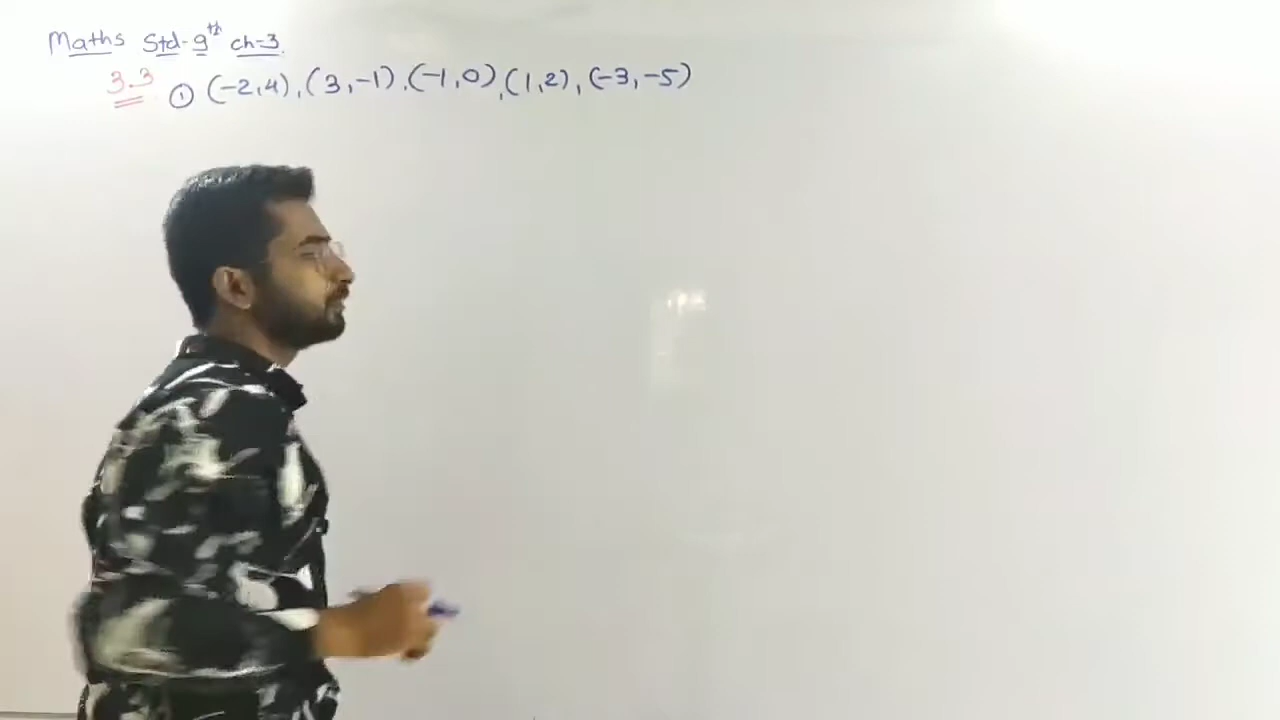 Maths Std-9th ch-3.
3.3 ① (-2,4), (3,-1), (-1,0), (1,2), (-3,-5)